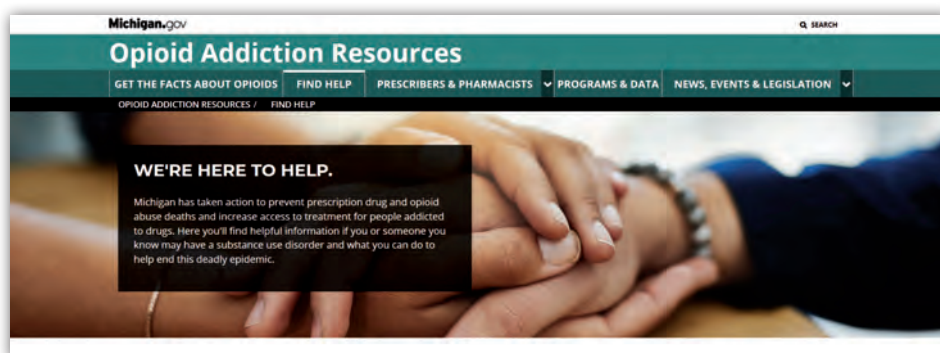 Michigan.gov
SEARCH
Opioid Addiction Resources
GET THE FACTS ABOUT OPIOIDS FIND HELP PRESCRIBERS & PHARMACISTS PROGRAMS & DATA NEWS, EVENTS & LEGISLATION
OPIOID ADDICTION RESOURCES / FIND HELP
WE'RE HERE TO HELP.
Michigan has taken action to prevent prescription drug and opioid
abuse deaths and increase access to treatment for people addicted
to drugs. Here you'll find helpful information if you or someone you
know may have a substance use disorder and what you can do to
help end this deadly epidemic.